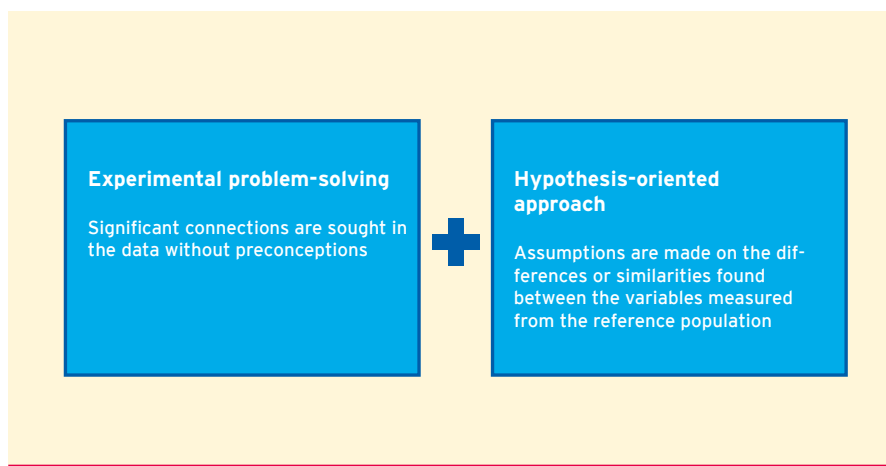 Experimental problem-solving
Significant connections are sought in
the data without preconceptions
Hypothesis-oriented
approach
Assumptions are made on the dif-
ferences or similarities found
between the variables measured
from the reference population